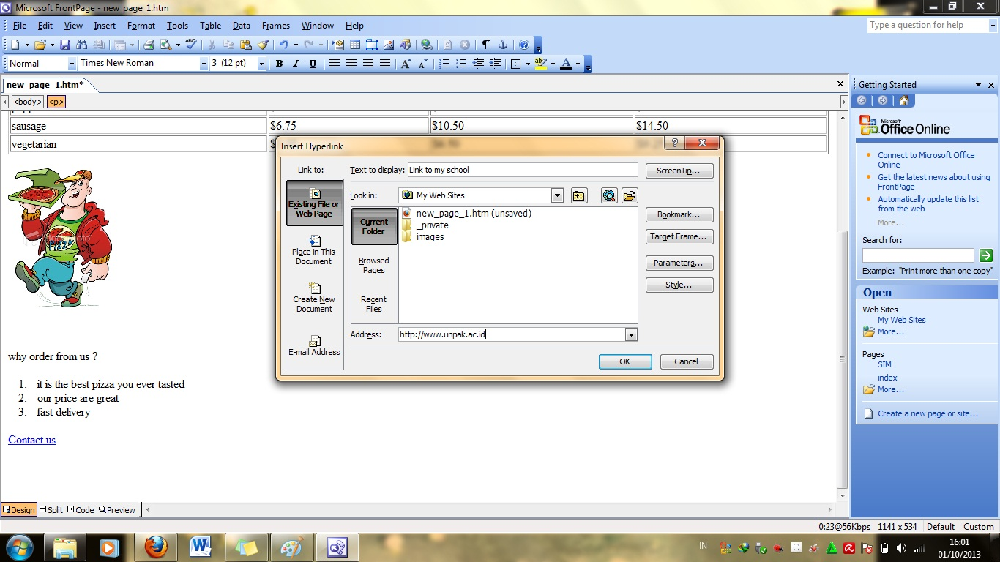 Microsoft FrontPage - new_page_1.htm
File Edit View Insert Format Tools Table Data Frames Window Help
Type a question for help
Normal Times New Roman 3 (12 pt) B I U
new_page_1.htm*
<body> <p>
sausage $6.75 $10.50 $14.50
vegetarian
PIZZA
why order from us ?
1. it is the best pizza you ever tasted
2. our price are great
3. fast delivery
Contact us
Insert Hyperlink
Link to:
Existing File or
Web Page
Place in This
Document
Create New
Document
E-mail Address
Text to display: Link to my school
ScreenTip...
Look in: My Web Sites
Current
Folder
Browsed
Pages
Recent
Files
new_page_1.htm (unsaved)
_private
images
Bookmark...
Target Frame...
Parameters...
Style...
Address: http://www.unpak.ac.id
OK Cancel
Getting Started
Microsoft
Office Online
Connect to Microsoft Office
Online
Get the latest news about using
FrontPage
Automatically update this list
from the web
More...
Search for:
Example: "Print more than one copy"
Open
Web Sites
My Web Sites
More...
Pages
SIM
index
More...
Create a new page or site...
Design Split Code Preview
0:23@56Kbps 1141 x 534 Default Custom
IN
16:01
01/10/2013